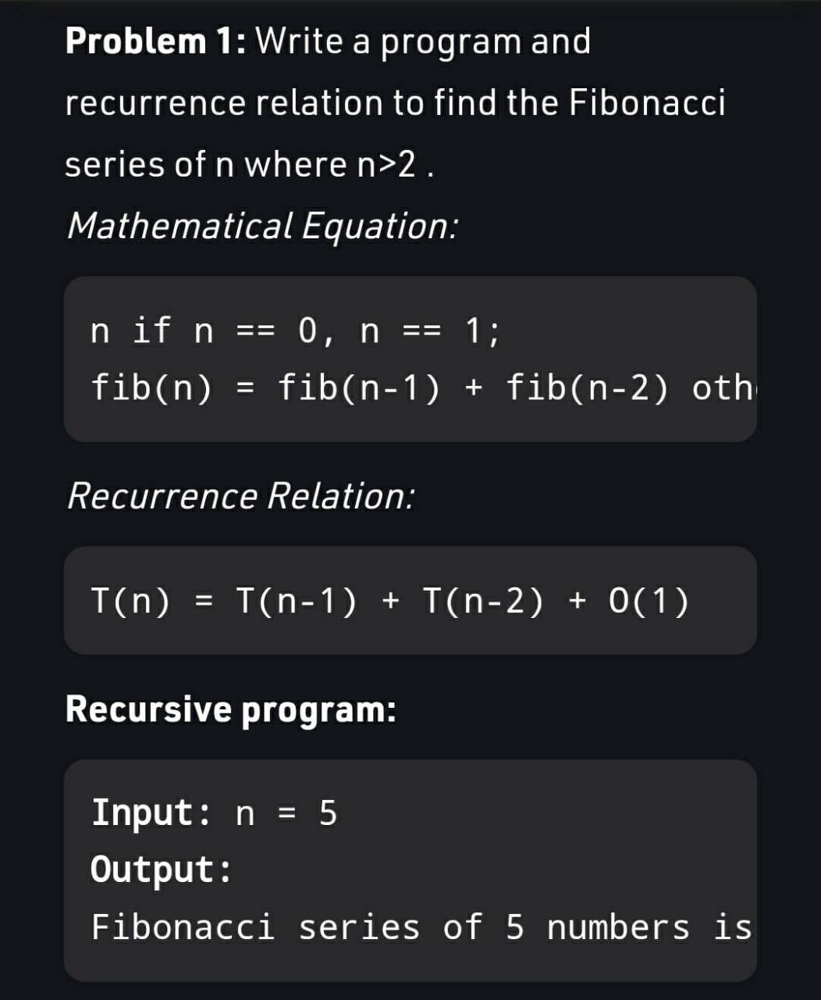 Problem 1: Write a program and
recurrence relation to find the Fibonacci
series of n where n>2 .
Mathematical Equation:
n if n == 0, n == 1;
fib(n) = fib(n-1) + fib(n-2) oth
Recurrence Relation:
T(n) = T(n-1) + T(n-2) + O(1)
Recursive program:
Input: n = 5
Output:
Fibonacci series of 5 numbers is